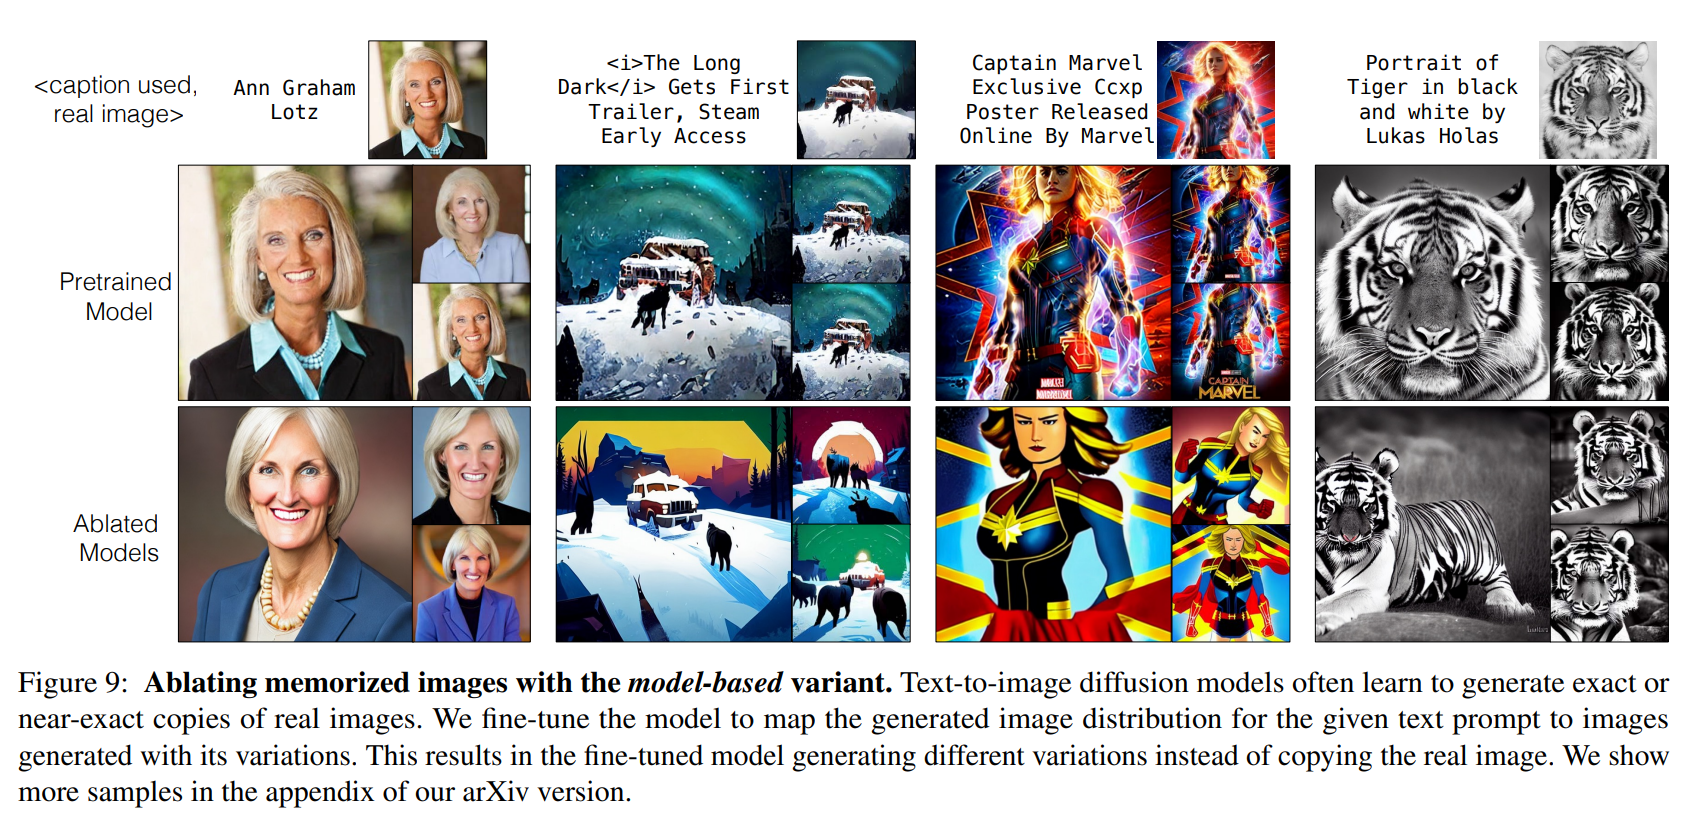 <caption used,
real image>
Ann Graham
Lotz
<i>The Long
Dark</i> Gets First
Trailer, Steam
Early Access
Captain Marvel
Exclusive Ccxp
Poster Released
Online By Marvel
Portrait of
Tiger in black
and white by
Lukas Holas
Pretrained
Model
CAPTAIN
MARVEL
Ablated
Models
Figure 9: Ablating memorized images with the model-based variant. Text-to-image diffusion models often learn to generate exact or
near-exact copies of real images. We fine-tune the model to map the generated image distribution for the given text prompt to images
generated with its variations. This results in the fine-tuned model generating different variations instead of copying the real image. We show
more samples in the appendix of our arXiv version.